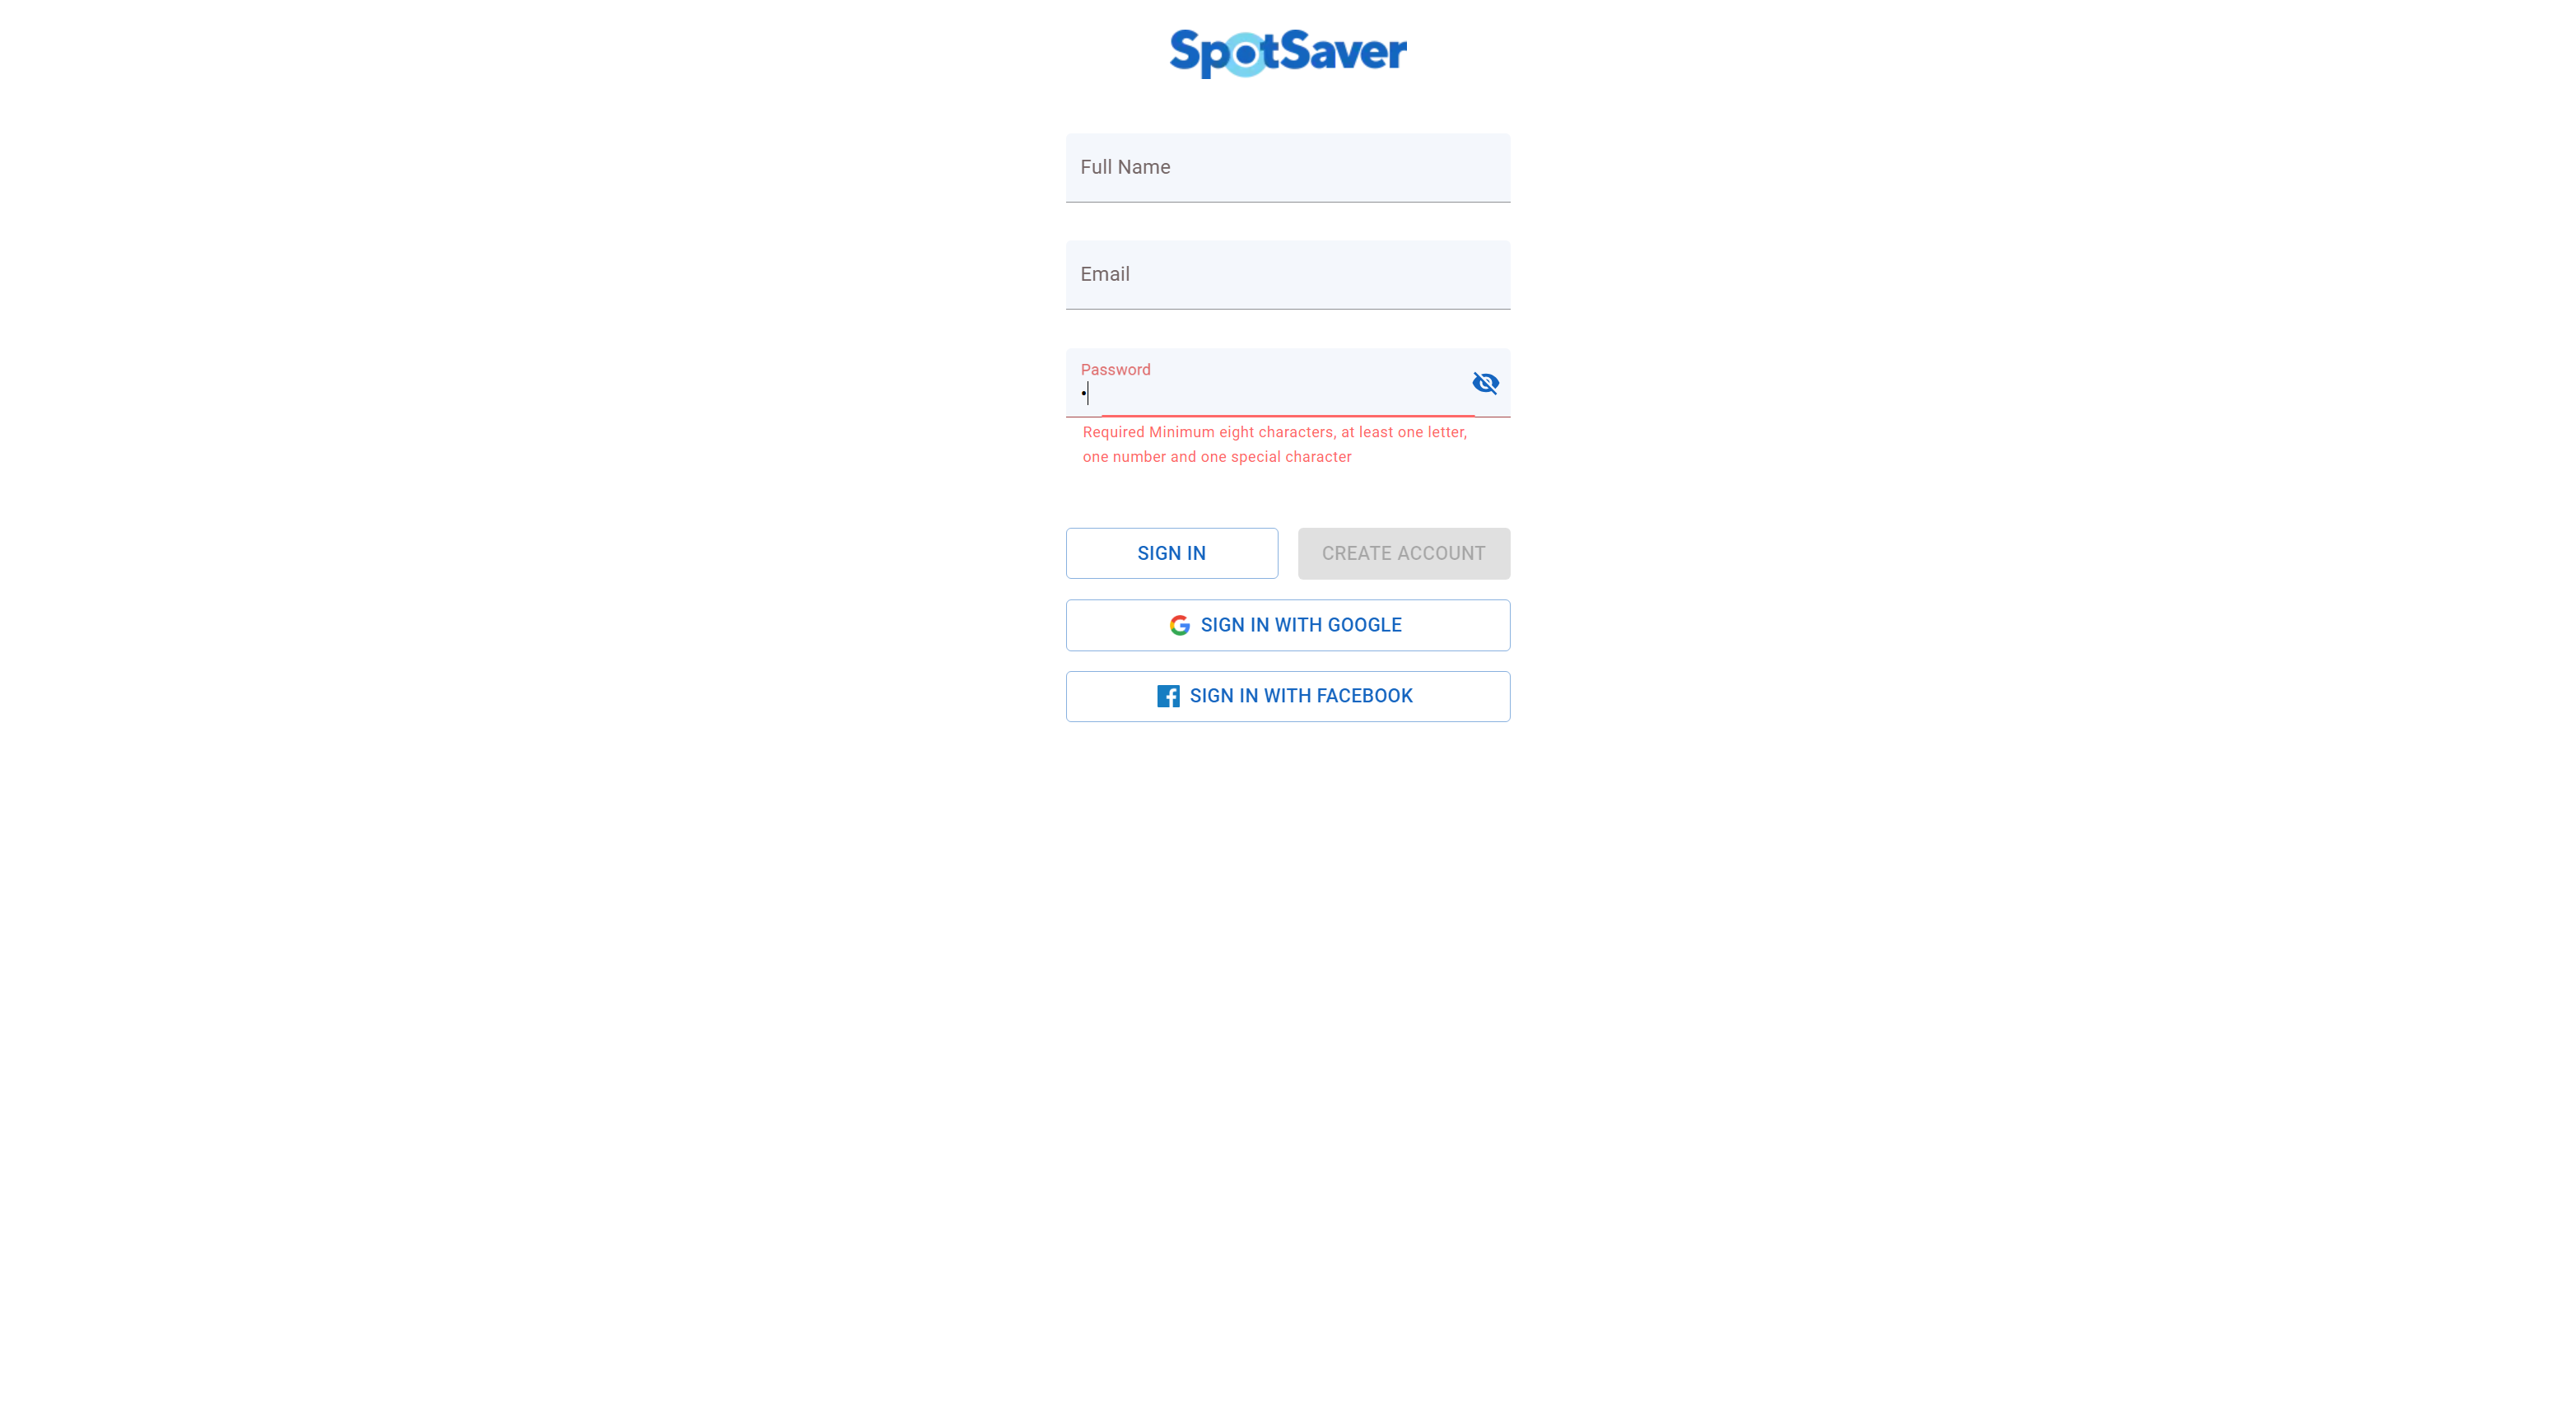 SpotSaver
Full Name
Email
Password
•
Required Minimum eight characters, at least one letter,
one number and one special character
SIGN IN
CREATE ACCOUNT
SIGN IN WITH GOOGLE
SIGN IN WITH FACEBOOK